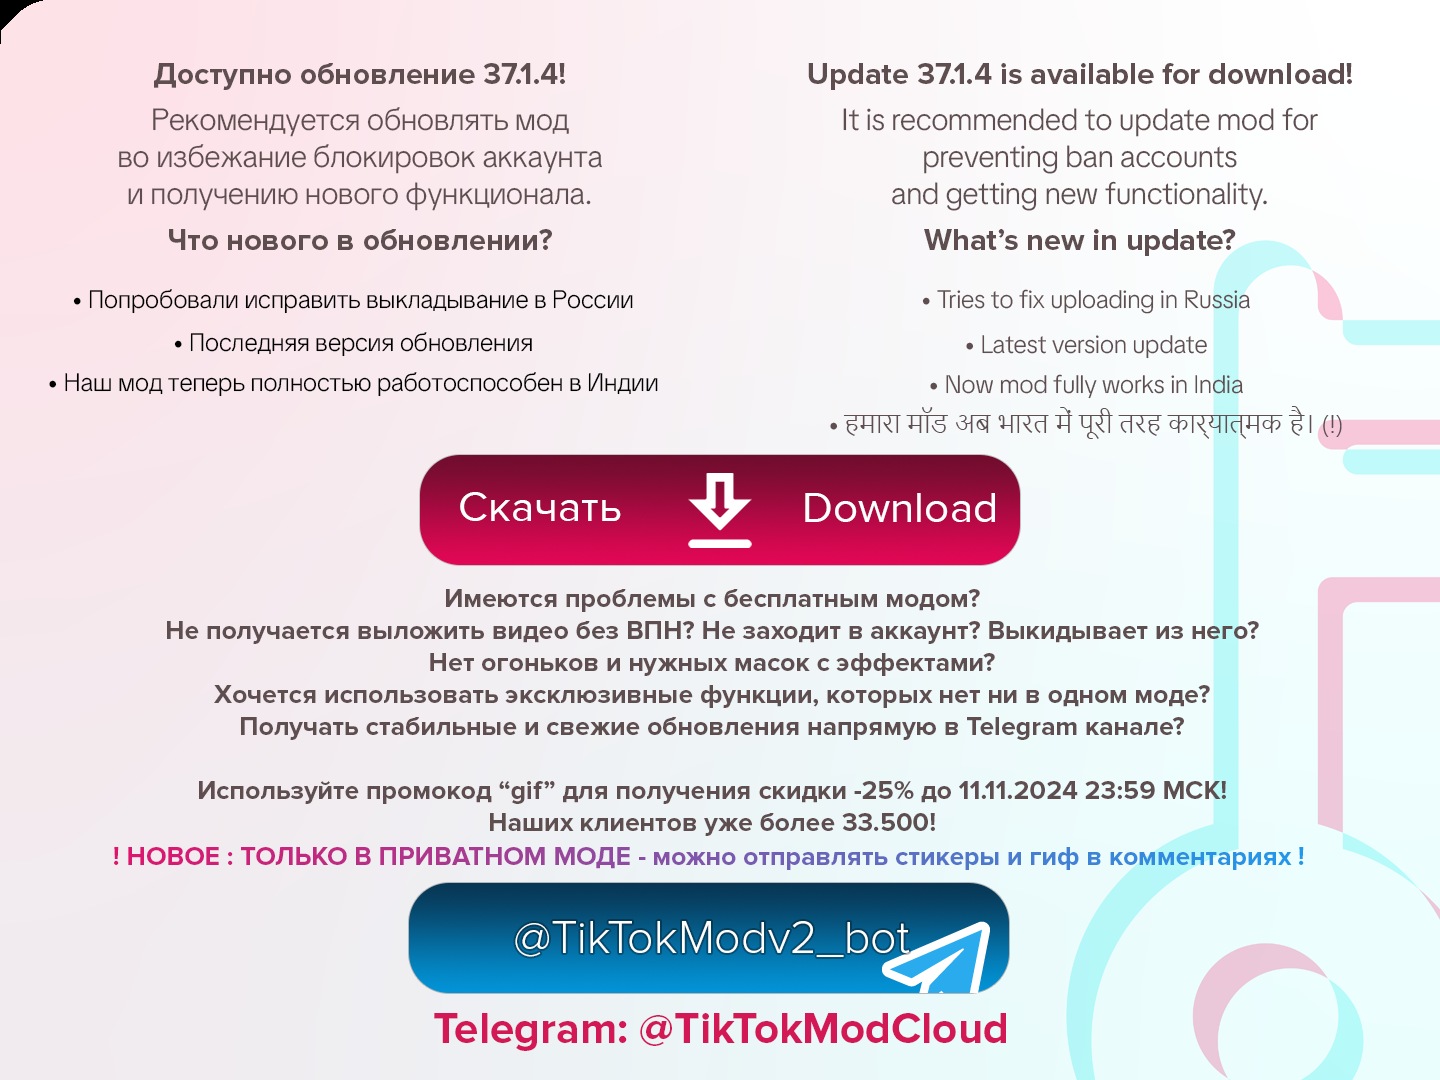 Доступно обновление 37.1.4!
Рекомендуется обновлять мод
во избежание блокировок аккаунта
и получению нового функционала.
Что нового в обновлении?
• Попробовали исправить выкладывание в России
• Последняя версия обновления
• Наш мод теперь полностью работоспособен в Индии
Update 37.1.4 is available for download!
It is recommended to update mod for
preventing ban accounts
and getting new functionality.
What's new in update?
• Tries to fix uploading in Russia
• Latest version update
• Now mod fully works in India
• हमारा मॉड अब भारत में पूरी तरह कार्यात्मक है। (!)
Скачать Download
Имеются проблемы с бесплатным модом?
Не получается выложить видео без ВПН? Не заходит в аккаунт? Выкидывает из него?
Нет огоньков и нужных масок с эффектами?
Хочется использовать эксклюзивные функции, которых нет ни в одном моде?
Получать стабильные и свежие обновления напрямую в Telegram канале?
Используйте промокод “gif” для получения скидки -25% до 11.11.2024 23:59 МСК!
Наших клиентов уже более 33.500!
! НОВОЕ : ТОЛЬКО В ПРИВАТНОМ МОДЕ - можно отправлять стикеры и гиф в комментариях !
@TikTokModv2_bot
Telegram: @TikTokModCloud